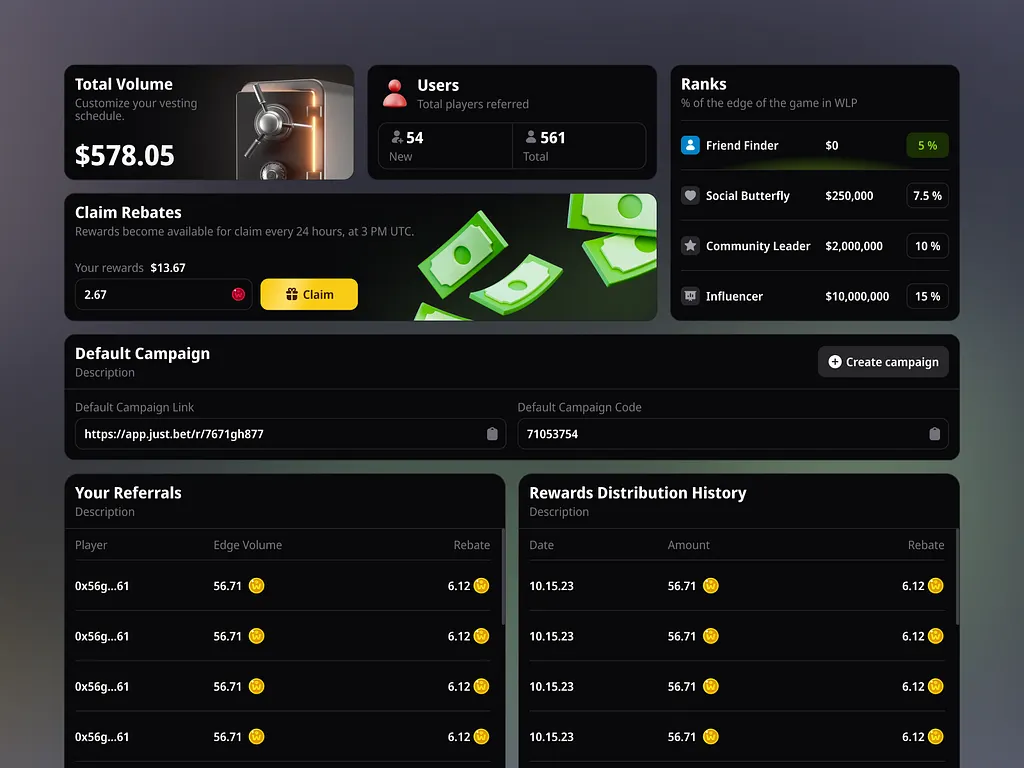 Total Volume
Customize your vesting
schedule.
$578.05
Users
Total players referred
54
New
561
Total
Ranks
% of the edge of the game in WLP
Friend Finder $0 5 %
Social Butterfly $250,000 7.5 %
Community Leader $2,000,000 10 %
Influencer $10,000,000 15 %
Claim Rebates
Rewards become available for claim every 24 hours, at 3 PM UTC.
Your rewards $13.67
2.67
Claim
Default Campaign
Description
Create campaign
Default Campaign Link
https://app.just.bet/r/7671gh877
Default Campaign Code
71053754
Your Referrals
Description
Player Edge Volume Rebate
0x56g...61 56.71 6.12
0x56g...61 56.71 6.12
0x56g...61 56.71 6.12
0x56g...61 56.71 6.12
Rewards Distribution History
Description
Date Amount Rebate
10.15.23 56.71 6.12
10.15.23 56.71 6.12
10.15.23 56.71 6.12
10.15.23 56.71 6.12